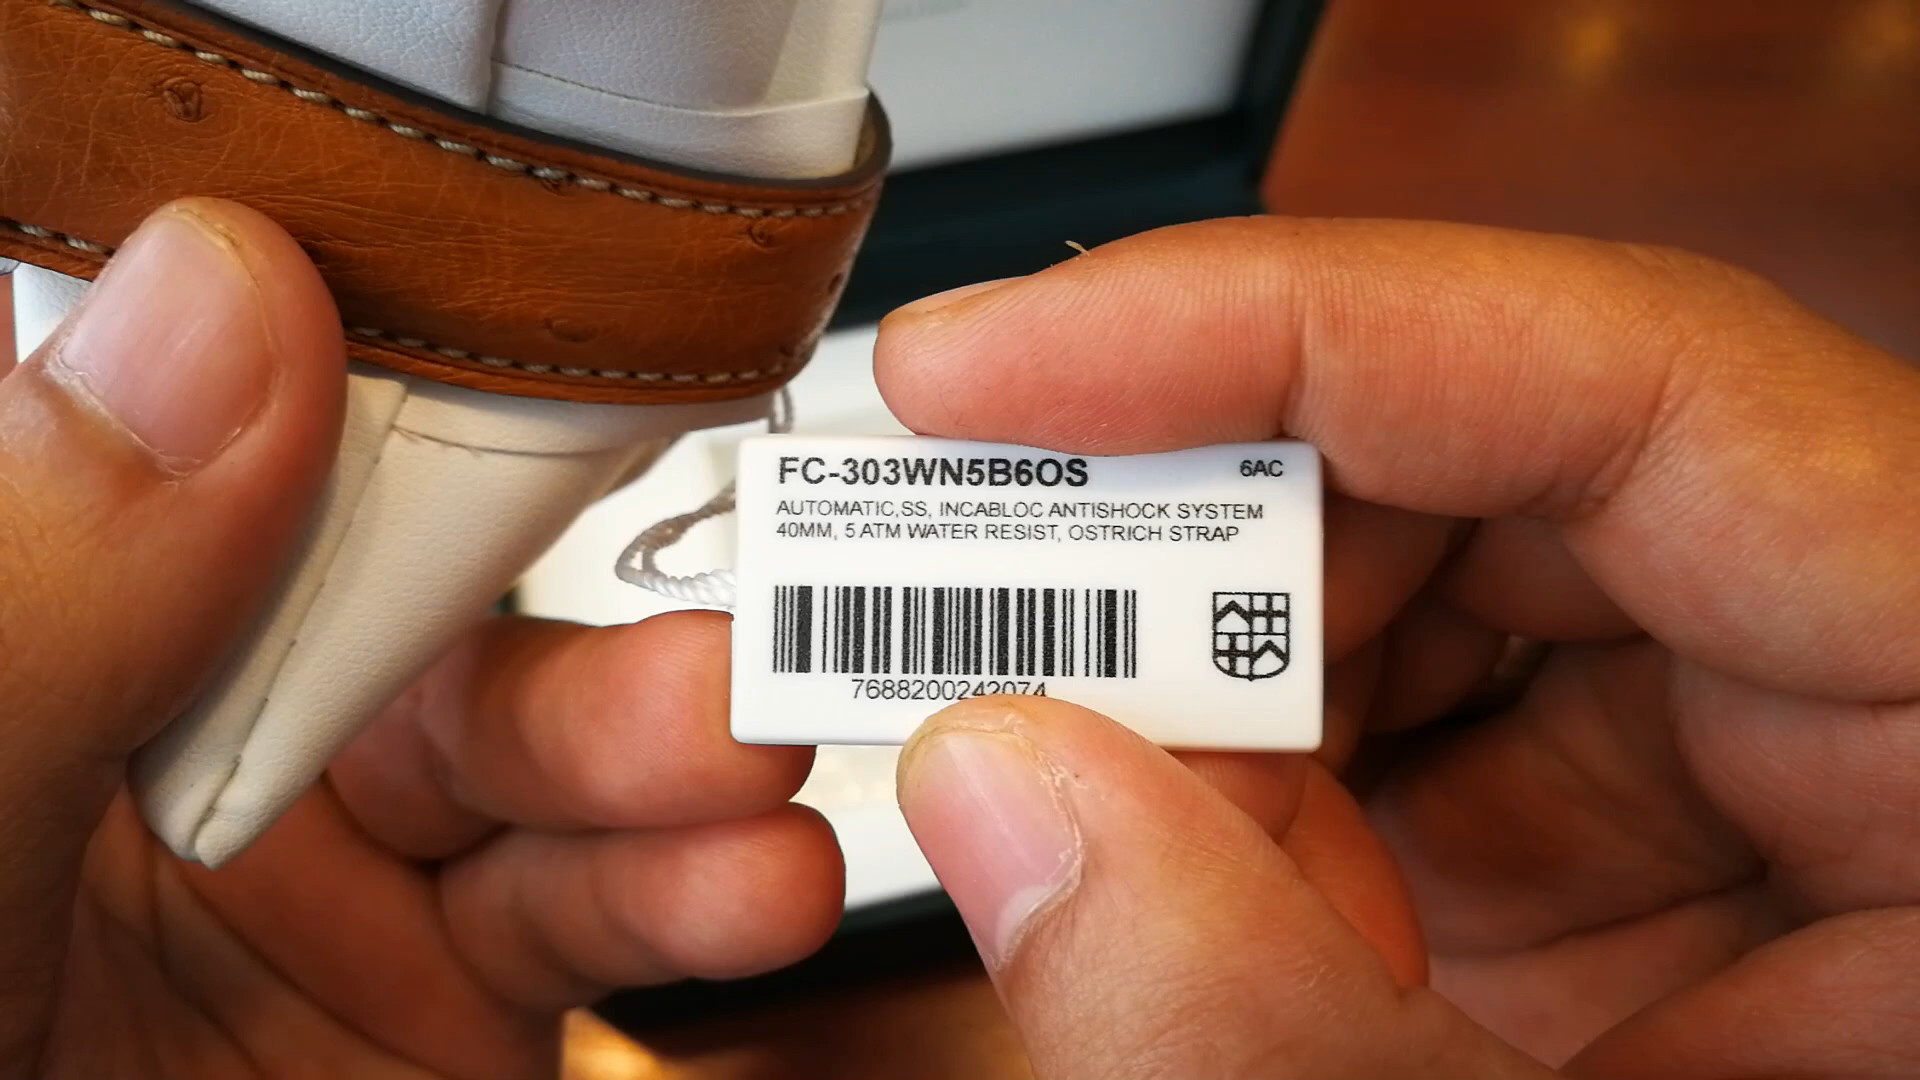 FC-303WN5B6OS 6AC
AUTOMATIC,SS, INCABLOC ANTISHOCK SYSTEM
40MM, 5 ATM WATER RESIST, OSTRICH STRAP
7688200242074